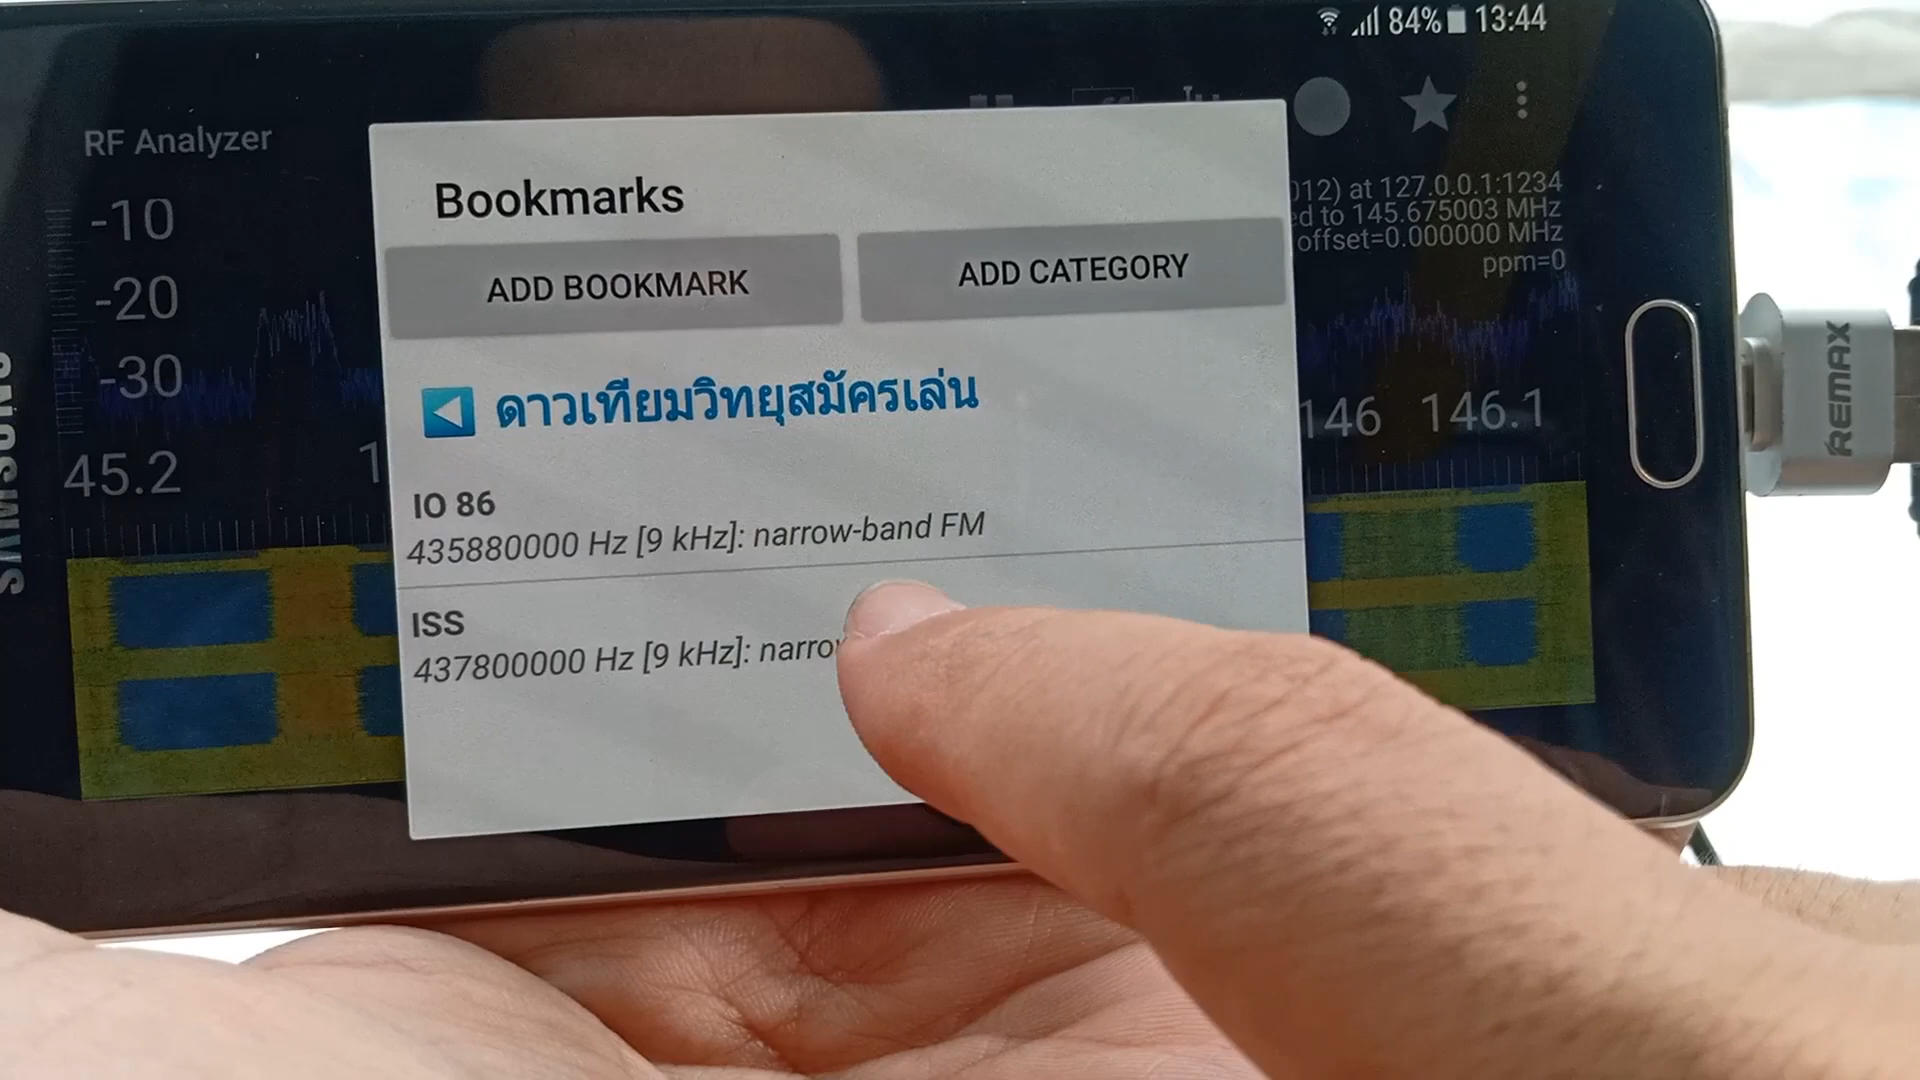 84% 13:44
RF Analyzer
012) at 127.0.0.1:1234
ed to 145.675003 MHz
offset=0.000000 MHz
ppm=0
-10
-20
-30
45.2
146 146.1
Bookmarks
ADD BOOKMARK
ADD CATEGORY
ดาวเทียมวิทยุสมัครเล่น
IO 86
435880000 Hz [9 kHz]: narrow-band FM
ISS
437800000 Hz [9 kHz]:
SAMSUNG
REMAX